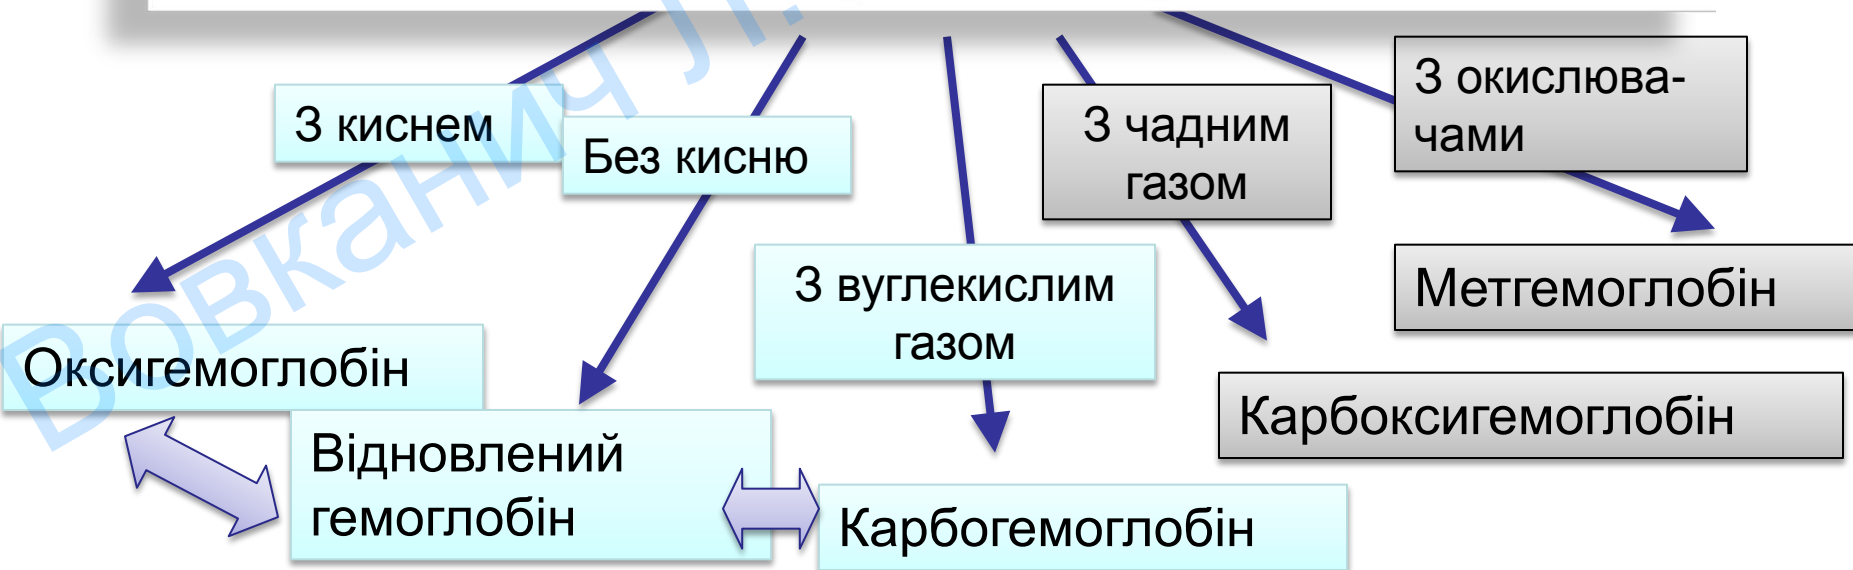 З киснем
Без кисню
З вуглекислим
газом
З чадним
газом
З окислюва-
чами
Оксигемоглобін
Відновлений
гемоглобін
Карбогемоглобін
Карбоксигемоглобін
Метгемоглобін
Вовканич Л.